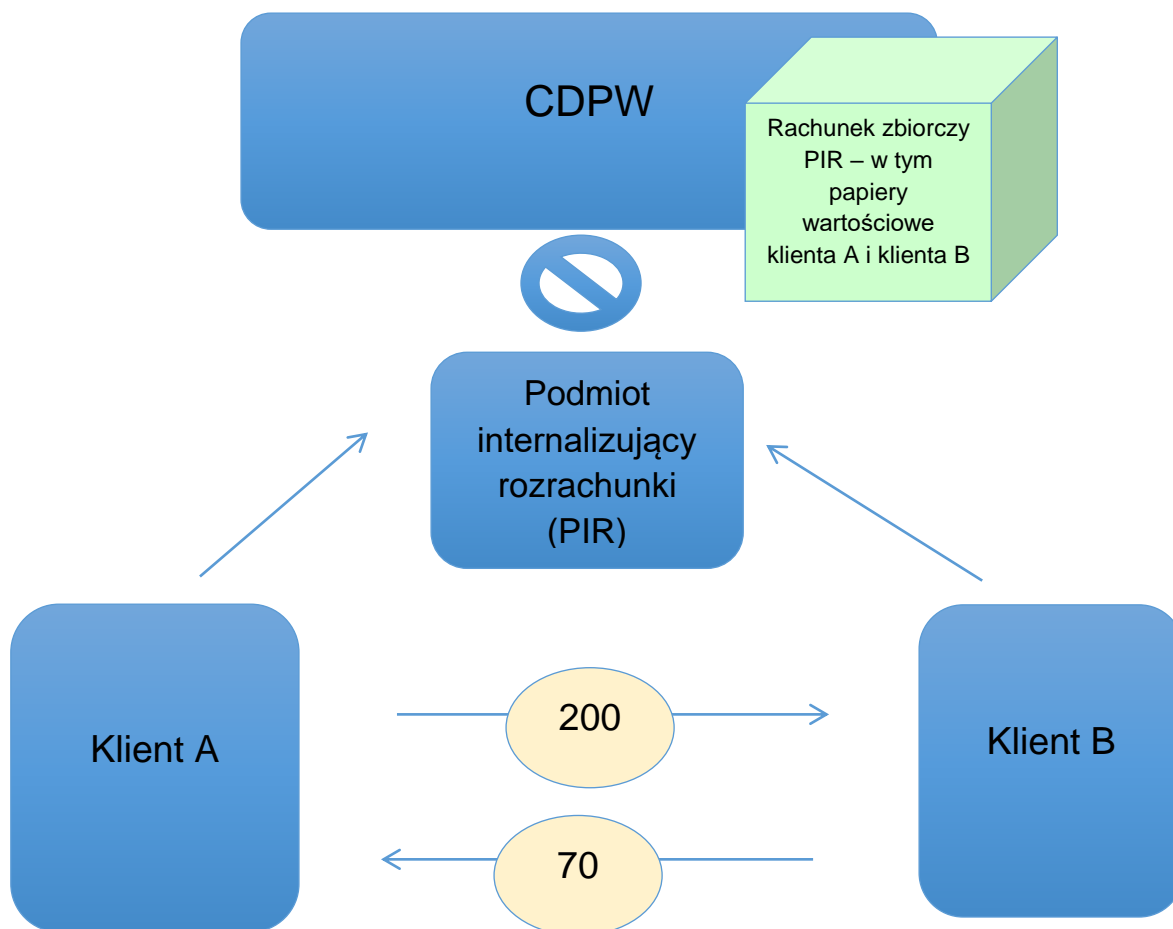 CDPW
Rachunek zbiorczy
PIR – w tym
papiery
wartościowe
klienta A i klienta B
Podmiot
internalizujący
rozrachunki
(PIR)
Klient A
200
Klient B
70